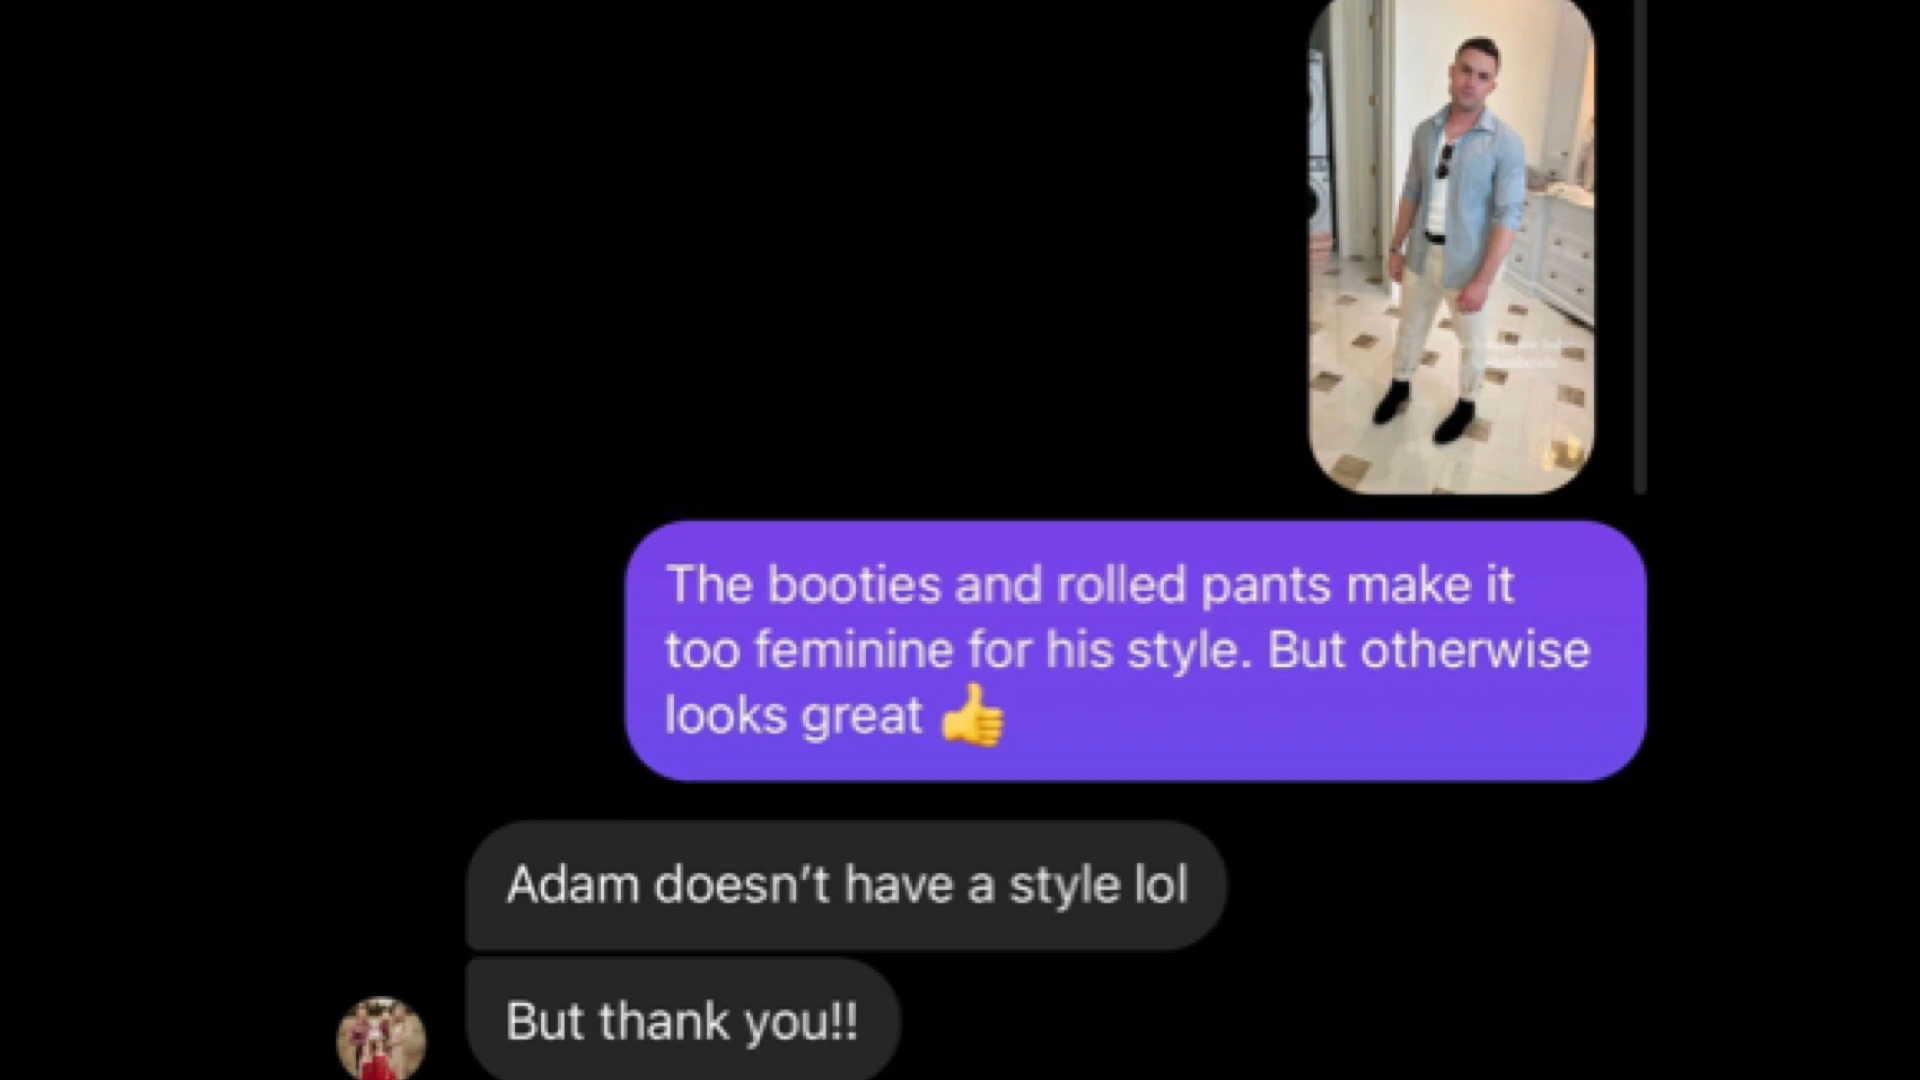 The booties and rolled pants make it
too feminine for his style. But otherwise
looks great 👍
Adam doesn't have a style lol
But thank you!!